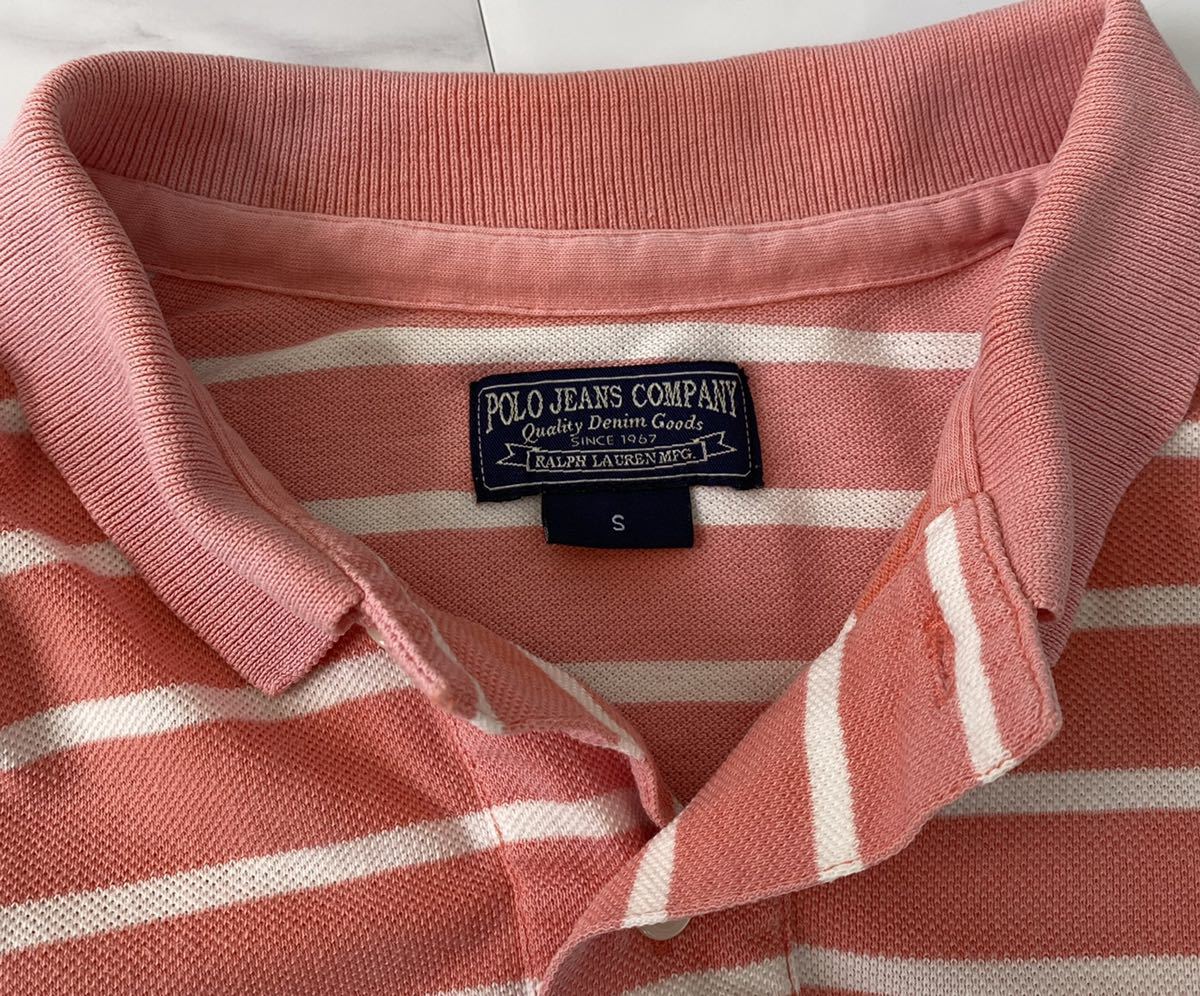 POLO JEANS COMPANY
Quality Denim Goods
SINCE 1967
RALPH LAUREN MFG.
S